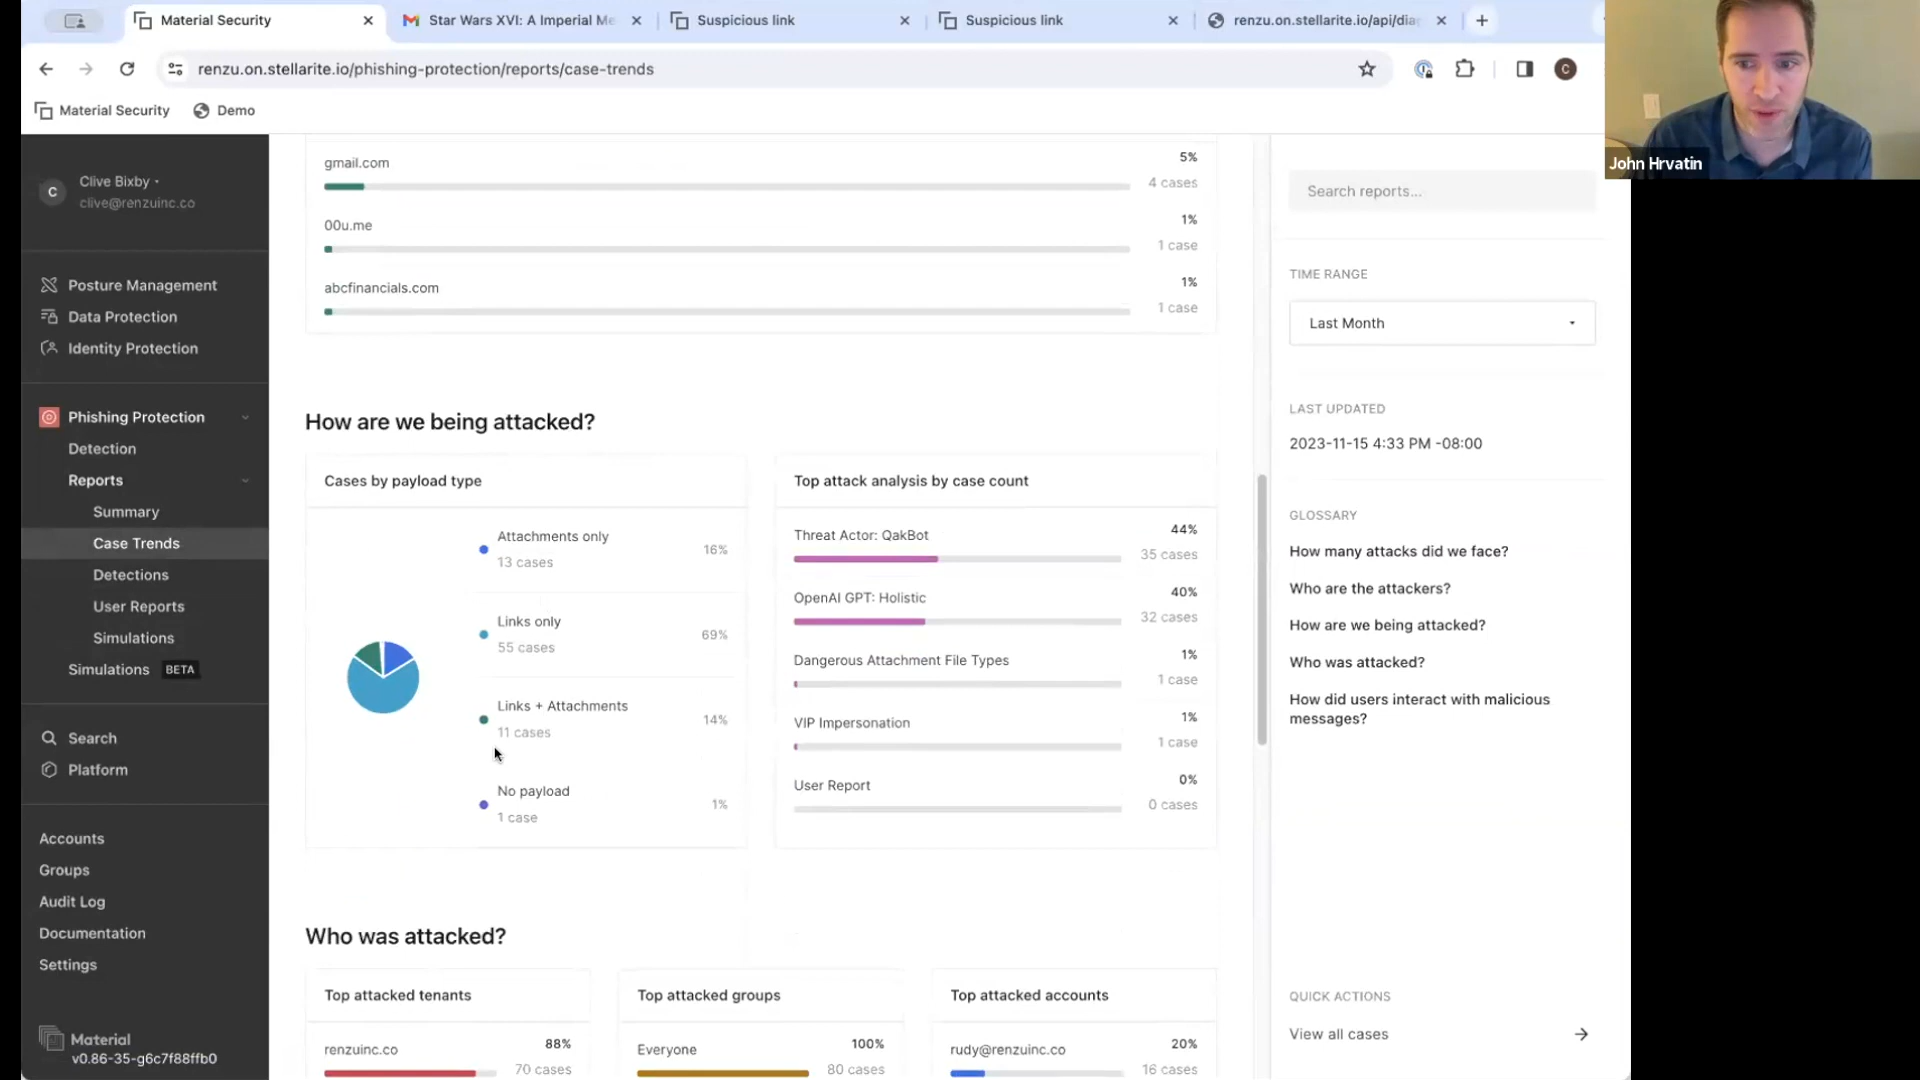 Material Security
Star Wars XVI: A Imperial Me
Suspicious link
Suspicious link
renzu.on.stellarite.io/api/dia
renzu.on.stellarite.io/phishing-protection/reports/case-trends
C
Material Security
Demo
John Hrvatin
C
Clive Bixby
clive@renzuinc.co
Posture Management
Data Protection
Identity Protection
Phishing Protection
Detection
Reports
Summary
Case Trends
Detections
User Reports
Simulations
Simulations BETA
Search
Platform
Accounts
Groups
Audit Log
Documentation
Settings
Material
v0.86-35-g6c7f88ffb0
gmail.com
5%
4 cases
00u.me
1%
1 case
abcfinancials.com
1%
1 case
How are we being attacked?
Cases by payload type
Attachments only
13 cases
16%
Links only
55 cases
69%
Links + Attachments
11 cases
14%
No payload
1 case
1%
Top attack analysis by case count
Threat Actor: QakBot
44%
35 cases
OpenAI GPT: Holistic
40%
32 cases
Dangerous Attachment File Types
1%
1 case
VIP Impersonation
1%
1 case
User Report
0%
0 cases
Who was attacked?
Top attacked tenants
renzuinc.co
88%
70 cases
Top attacked groups
Everyone
100%
80 cases
Top attacked accounts
rudy@renzuinc.co
20%
16 cases
Search reports...
TIME RANGE
Last Month
LAST UPDATED
2023-11-15 4:33 PM -08:00
GLOSSARY
How many attacks did we face?
Who are the attackers?
How are we being attacked?
Who was attacked?
How did users interact with malicious
messages?
QUICK ACTIONS
View all cases